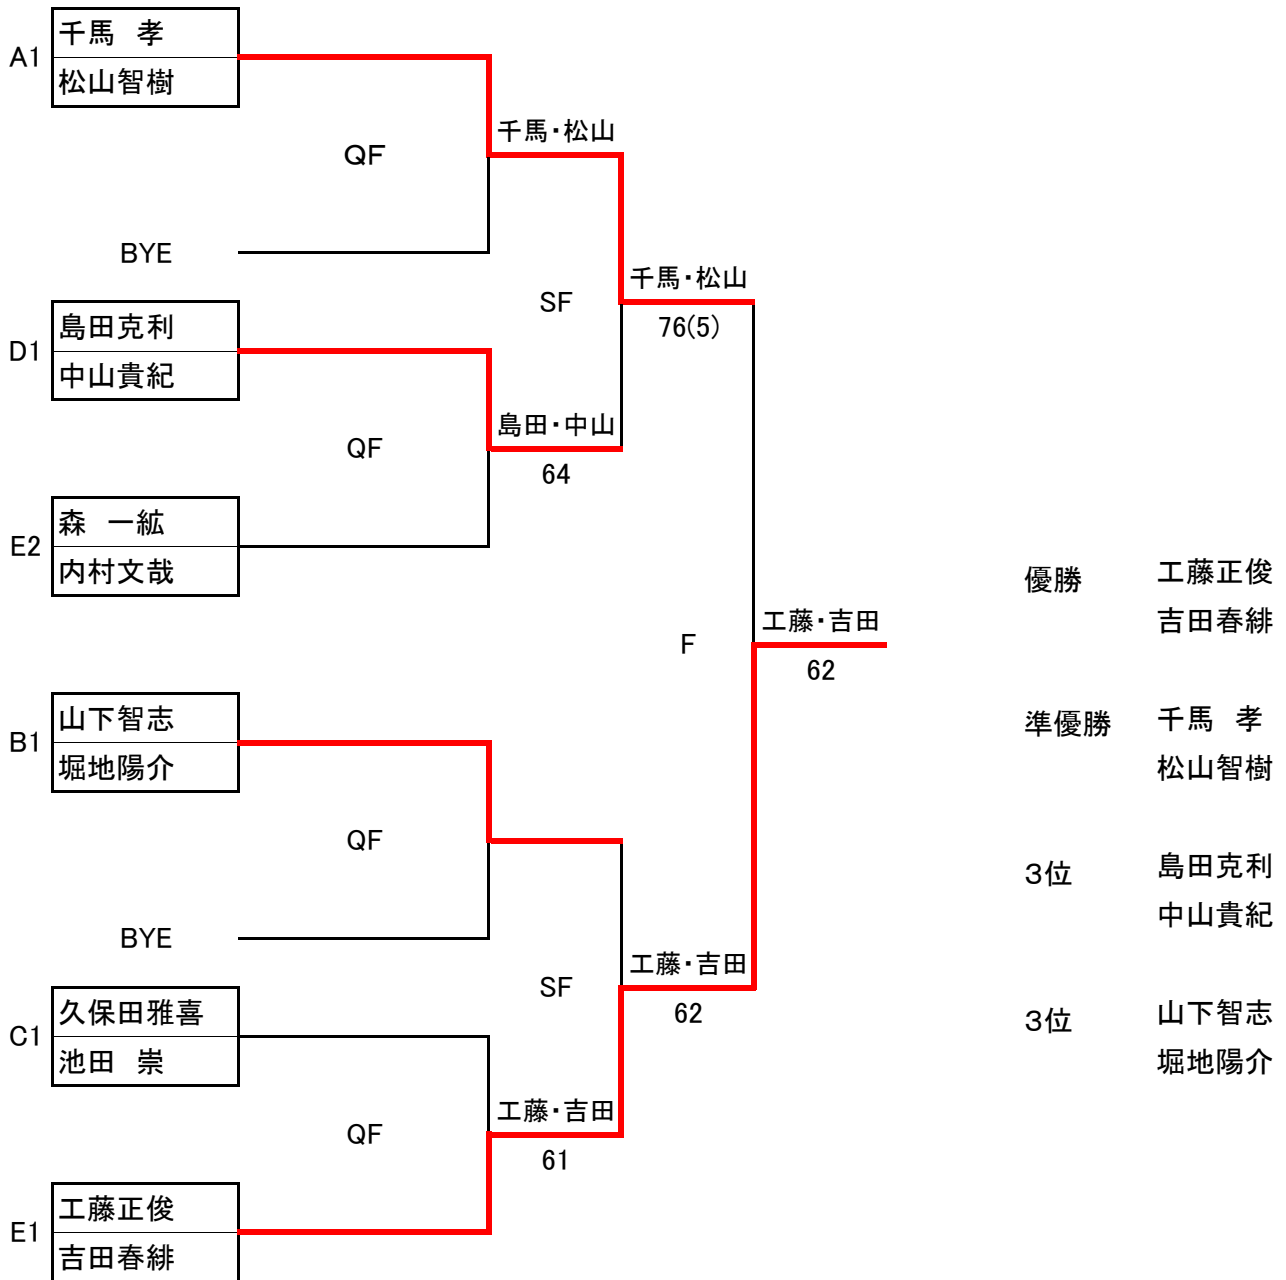 千馬　孝
A1
松山智樹
千馬・松山
QF
BYE
千馬・松山
SF
島田克利
76(5)
D1
中山貴紀
島田・中山
QF
64
森　一紘
E2
内村文哉
優勝
工藤正俊
吉田春緋
工藤・吉田
F
62
山下智志
B1
堀地陽介
準優勝
千馬　孝
松山智樹
QF
3位
島田克利
中山貴紀
BYE
工藤・吉田
SF
62
久保田雅喜
C1
池田　崇
3位
山下智志
堀地陽介
工藤・吉田
QF
61
工藤正俊
E1
吉田春緋